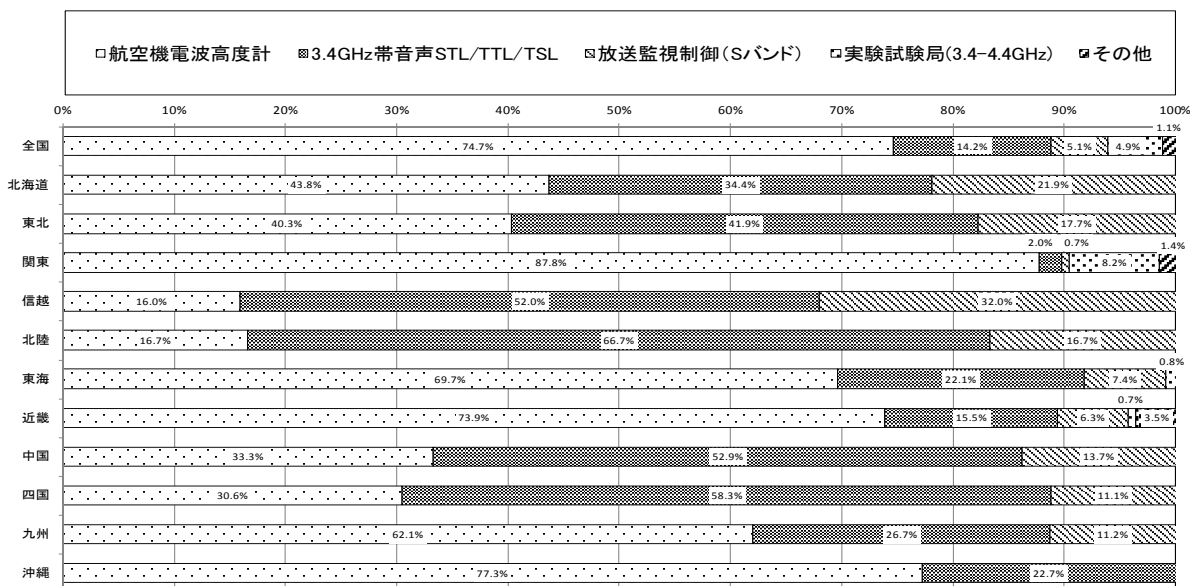 □航空機電波高度計 3.4GHz帯音声STL/TTL/TSL 放送監視制御(Sバンド) 実験試験局(3.4-4.4GHz) その他
0% 10% 20% 30% 40% 50% 60% 70% 80% 90% 100%
1.1%
全国 74.7% 14.2% 5.1% 4.9%
北海道 43.8% 34.4% 21.9%
東北 40.3% 41.9% 17.7%
2.0% 0.7% 1.4%
関東 87.8% 8.2%
信越 16.0% 52.0% 32.0%
北陸 16.7% 66.7% 16.7%
0.8%
東海 69.7% 22.1% 7.4%
0.7%
近畿 73.9% 15.5% 6.3% 3.5%
中国 33.3% 52.9% 13.7%
四国 30.6% 58.3% 11.1%
九州 62.1% 26.7% 11.2%
沖縄 77.3% 22.7%